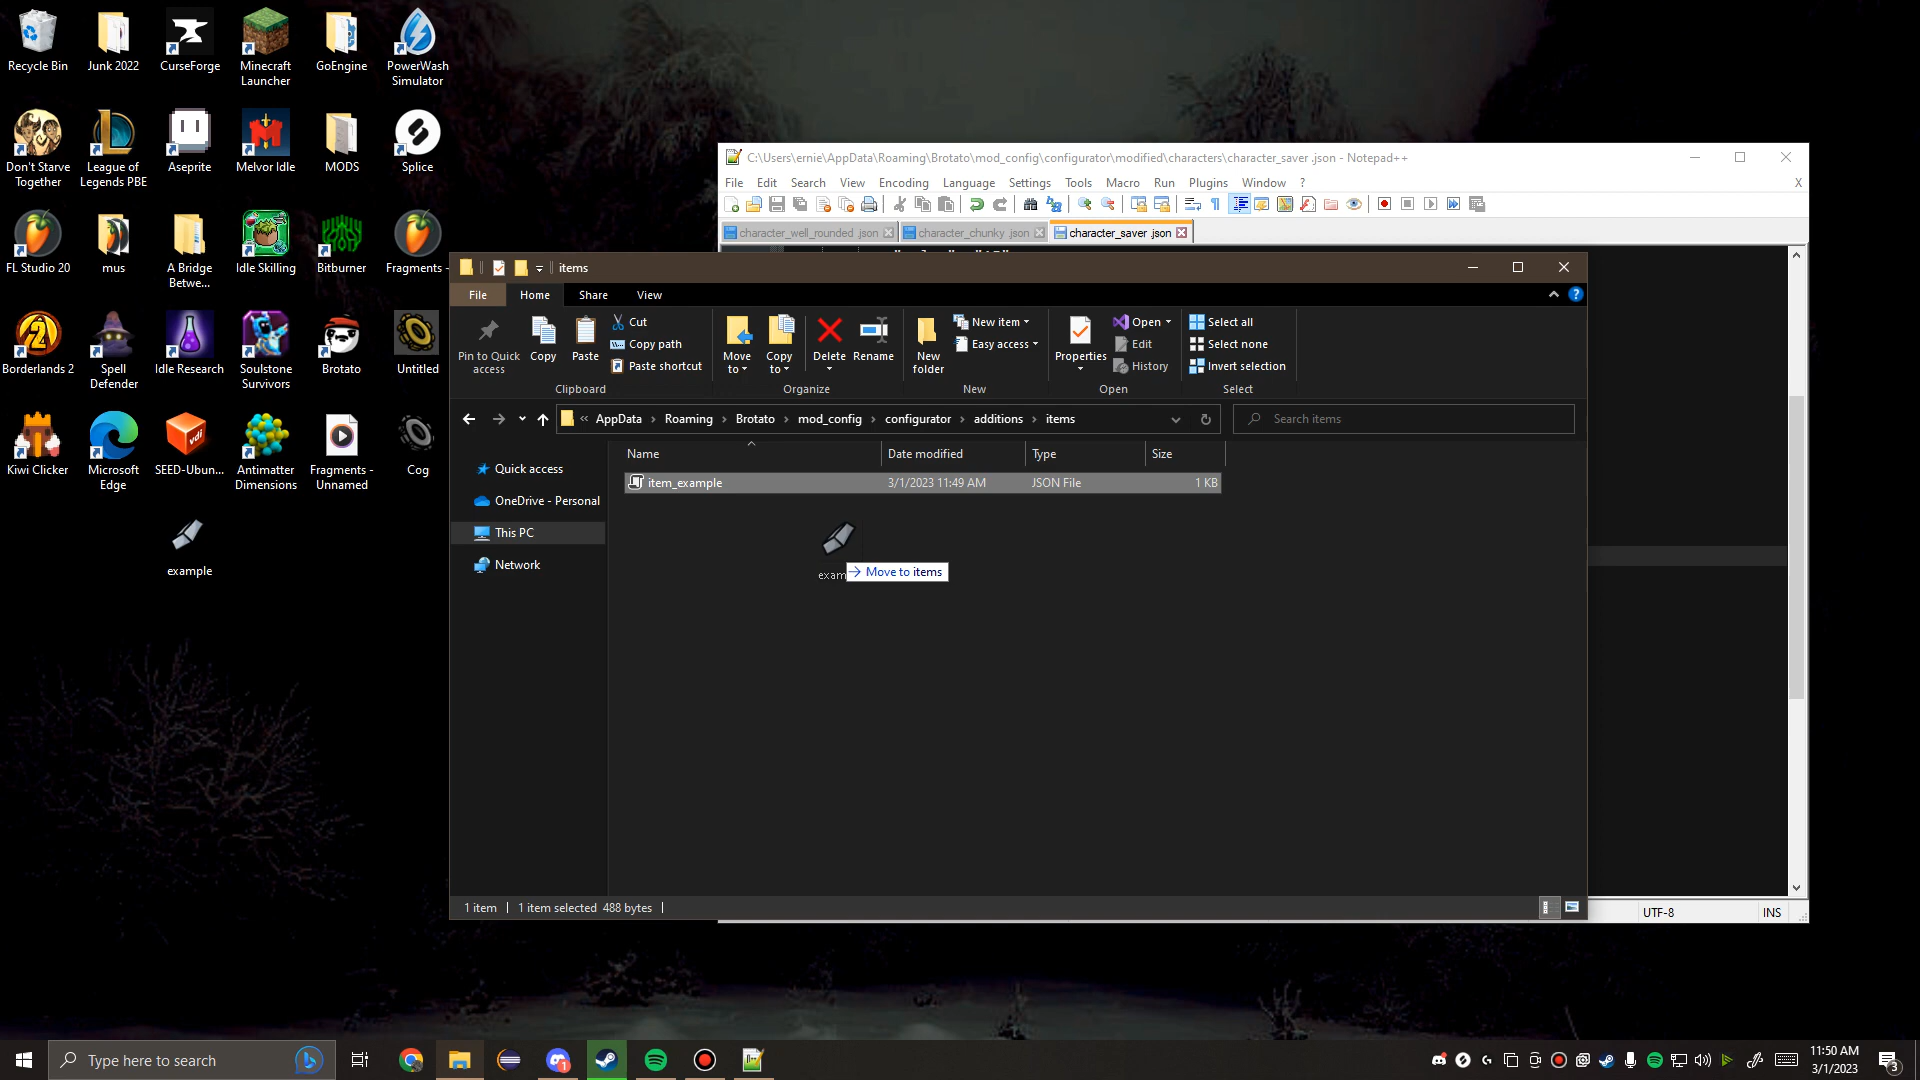 Recycle Bin
Junk 2022
CurseForge
Minecraft Launcher
GoEngine
PowerWash Simulator
Don't Starve Together
League of Legends PBE
Aseprite
Melvor Idle
MODS
Splice
FL Studio 20
mus
A Bridge Betwe...
Idle Skilling
Bitburner
Fragments -
Borderlands 2
Spell Defender
Idle Research
Soulstone Survivors
Brotato
Untitled
Kiwi Clicker
Microsoft Edge
SEED-Ubun...
Antimatter Dimensions
Fragments - Unnamed
Cog
example
C:\Users\ernie\AppData\Roaming\Brotato\mod_config\configurator\modified\characters\character_saver .json - Notepad++
File Edit Search View Encoding Language Settings Tools Macro Run Plugins Window ? X
character_well_rounded .json
character_chunky .json
character_saver .json
items
File Home Share View
Pin to Quick access
Copy
Paste
Cut
Copy path
Paste shortcut
Clipboard
Move to
Copy to
Delete
Rename
Organize
New folder
New item
Easy access
New
Properties
Open
Edit
History
Open
Select all
Select none
Invert selection
Select
« AppData › Roaming › Brotato › mod_config › configurator › additions › items
Search items
Name Date modified Type Size
item_example 3/1/2023 11:49 AM JSON File 1 KB
Quick access
OneDrive - Personal
This PC
Network
exam
Move to items
1 item 1 item selected 488 bytes
UTF-8 INS
Type here to search
1
11:50 AM
3/1/2023
3